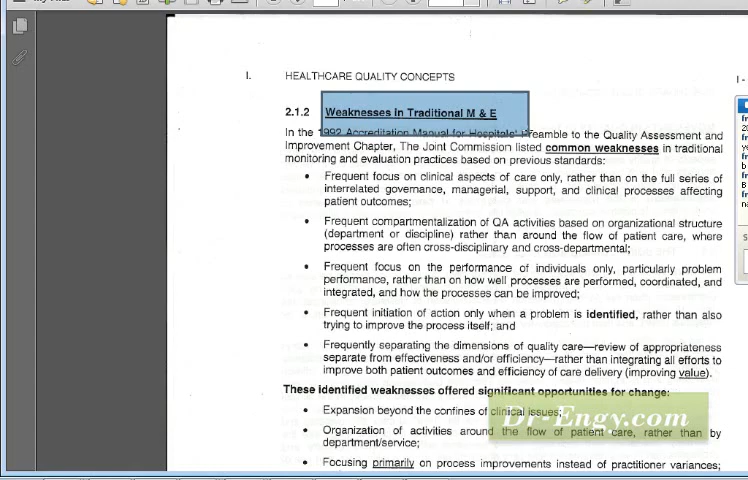 I. HEALTHCARE QUALITY CONCEPTS
I -
2.1.2 Weaknesses in Traditional M & E
In the 1992 Accreditation Manual for Hospitals' Preamble to the Quality Assessment and
Improvement Chapter, The Joint Commission listed common weaknesses in traditional
monitoring and evaluation practices based on previous standards:
• Frequent focus on clinical aspects of care only, rather than on the full series of
interrelated governance, managerial, support, and clinical processes affecting
patient outcomes;
• Frequent compartmentalization of QA activities based on organizational structure
(department or discipline) rather than around the flow of patient care, where
processes are often cross-disciplinary and cross-departmental;
• Frequent focus on the performance of individuals only, particularly problem
performance, rather than on how well processes are performed, coordinated, and
integrated, and how the processes can be improved;
• Frequent initiation of action only when a problem is identified, rather than also
trying to improve the process itself; and
• Frequently separating the dimensions of quality care—review of appropriateness
separate from effectiveness and/or efficiency—rather than integrating all efforts to
improve both patient outcomes and efficiency of care delivery (improving value).
These identified weaknesses offered significant opportunities for change:
• Expansion beyond the confines of clinical issues;
• Organization of activities around the flow of patient care, rather than by
department/service;
• Focusing primarily on process improvements instead of practitioner variances;
Dr-Engy.com